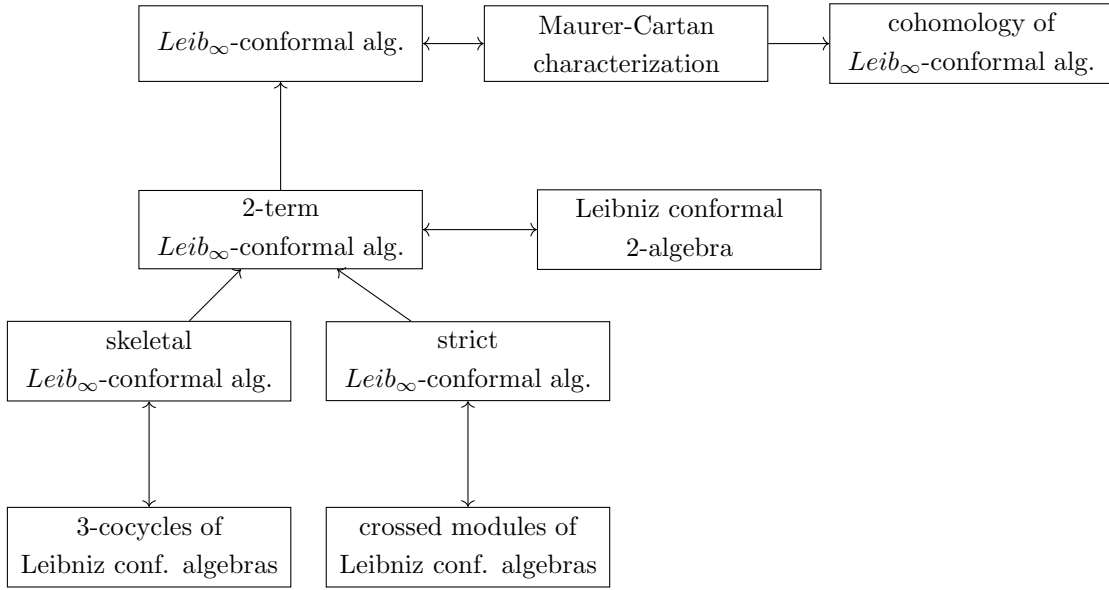 Leib∞-conformal alg.
Maurer-Cartan
characterization
cohomology of
Leib∞-conformal alg.
2-term
Leib∞-conformal alg.
Leibniz conformal
2-algebra
skeletal
Leib∞-conformal alg.
strict
Leib∞-conformal alg.
3-cocycles of
Leibniz conf. algebras
crossed modules of
Leibniz conf. algebras